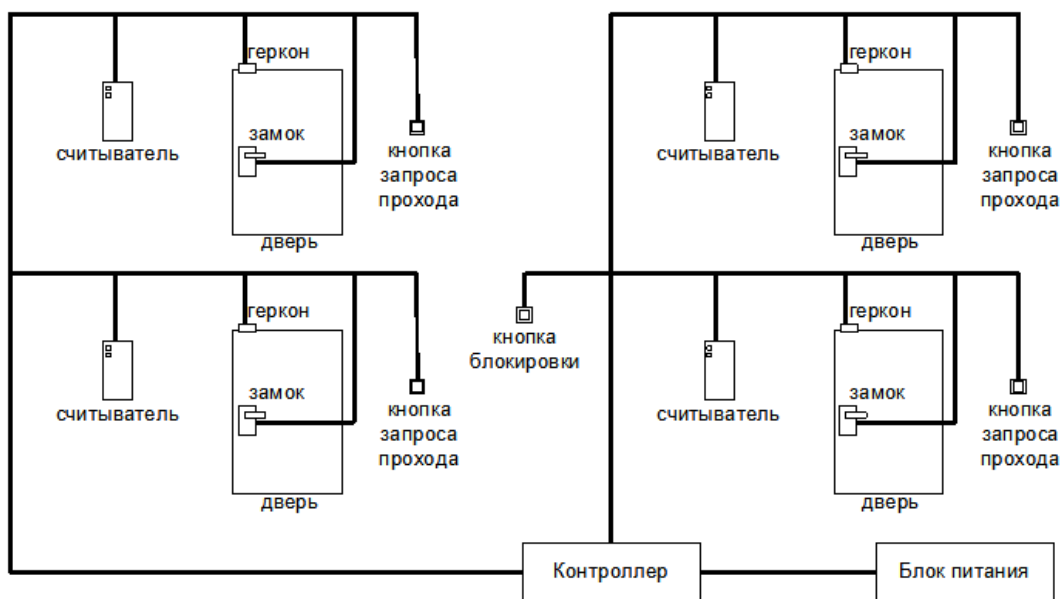 геркон
замок
считыватель
кнопка
запроса
прохода
дверь
геркон
замок
считыватель
кнопка
запроса
прохода
дверь
геркон
замок
считыватель
кнопка
запроса
прохода
дверь
кнопка
блокировки
геркон
замок
считыватель
кнопка
запроса
прохода
дверь
Контроллер
Блок питания